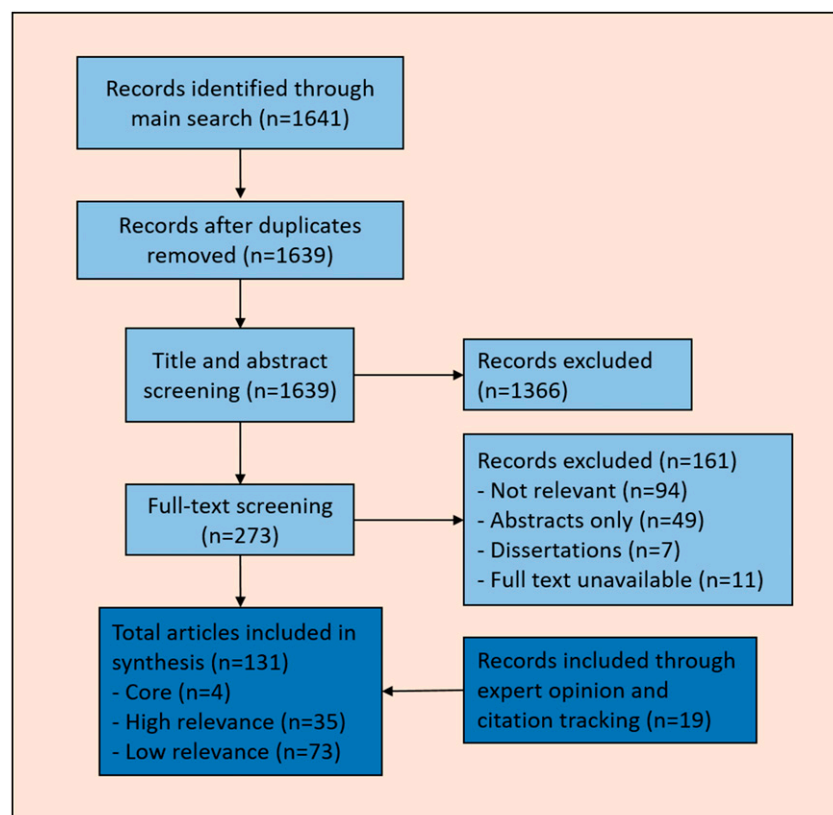 Records identified through
main search (n=1641)
Records after duplicates
removed (n=1639)
Title and abstract
screening (n=1639)
Records excluded
(n=1366)
Full-text screening
(n=273)
Records excluded (n=161)
- Not relevant (n=94)
- Abstracts only (n=49)
- Dissertations (n=7)
- Full text unavailable (n=11)
Total articles included in
synthesis (n=131)
- Core (n=4)
- High relevance (n=35)
- Low relevance (n=73)
Records included through
expert opinion and
citation tracking (n=19)